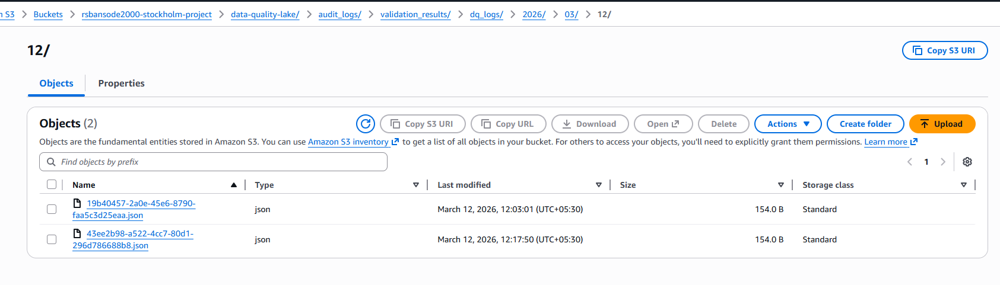 n S3 > Buckets > rsbansode2000-stockholm-project > data-quality-lake/ > audit_logs/ > validation_results/ > dq_logs/ > 2026/ > 03/ > 12/
12/
Copy S3 URI
Objects
Properties
Objects (2)
Copy S3 URI
Copy URL
Download
Open
Delete
Actions
Create folder
Upload
Objects are the fundamental entities stored in Amazon S3. You can use Amazon S3 inventory to get a list of all objects in your bucket. For others to access your objects, you'll need to explicitly grant them permissions. Learn more
Find objects by prefix
1
Name Type Last modified Size Storage class
19b40457-2a0e-45e6-8790-
faa5c3d25eaa.json
json March 12, 2026, 12:03:01 (UTC+05:30) 154.0 B Standard
43ee2b98-a522-4cc7-80d1-
296d786688b8.json
json March 12, 2026, 12:17:50 (UTC+05:30) 154.0 B Standard